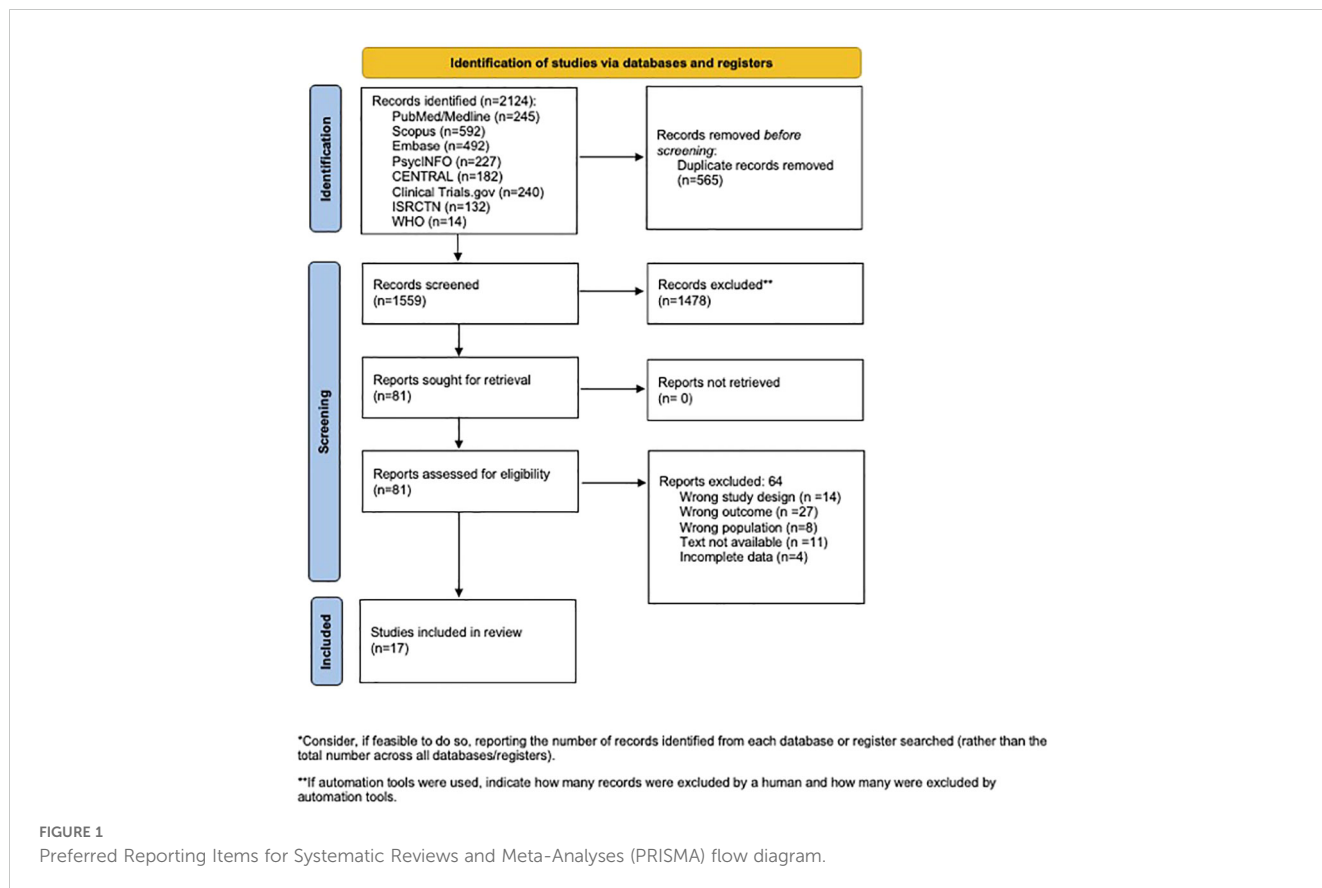 Identification of studies via databases and registers
Identification
Records identified (n=2124):
PubMed/Medline (n=245)
Scopus (n=592)
Embase (n=492)
PsycINFO (n=227)
CENTRAL (n=182)
Clinical Trials.gov (n=240)
ISRCTN (n=132)
WHO (n=14)
Records removed before
screening:
Duplicate records removed
(n=565)
Screening
Records screened
(n=1559)
Records excluded**
(n=1478)
Reports sought for retrieval
(n=81)
Reports not retrieved
(n= 0)
Reports assessed for eligibility
(n=81)
Reports excluded: 64
Wrong study design (n =14)
Wrong outcome (n =27)
Wrong population (n=8)
Text not available (n =11)
Incomplete data (n=4)
Included
Studies included in review
(n=17)
*Consider, if feasible to do so, reporting the number of records identified from each database or register searched (rather than the
total number across all databases/registers).
**If automation tools were used, indicate how many records were excluded by a human and how many were excluded by
automation tools.
FIGURE 1
Preferred Reporting Items for Systematic Reviews and Meta-Analyses (PRISMA) flow diagram.